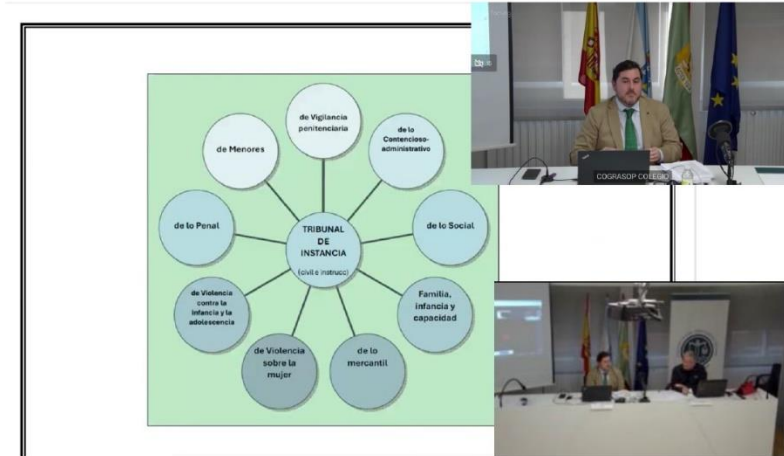 de Vigilancia
penitenciaria
de lo
Contencioso-
administrativo
de lo Social
Familia,
infancia y
capacidad
de lo
mercantil
de Violencia
sobre la
mujer
de Violencia
contra la
infancia y la
adolescencia
de lo Penal
de Menores
TRIBUNAL
DE
INSTANCIA
(civil e instrucc)
COGRASOP COLEGIO